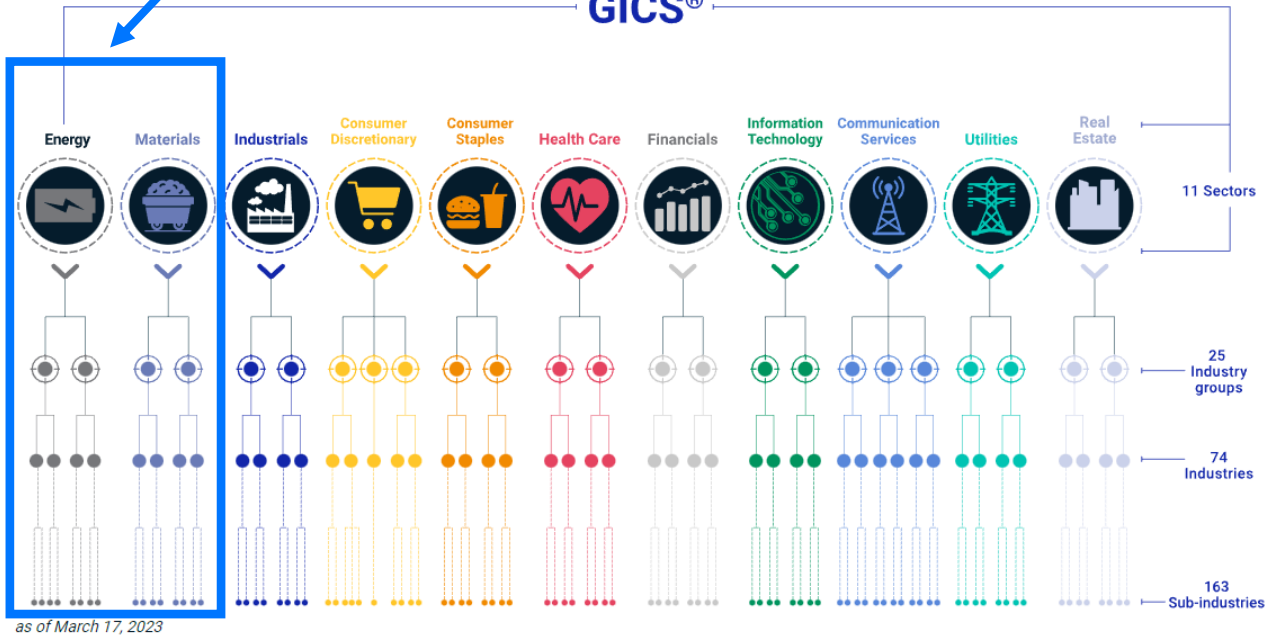 GICS®
Energy
Materials
Industrials
Consumer
Discretionary
Consumer
Staples
Health Care
Financials
Information
Technology
Communication
Services
Utilities
Real
Estate
11 Sectors
25
Industry
groups
74
Industries
163
Sub-industries
as of March 17, 2023